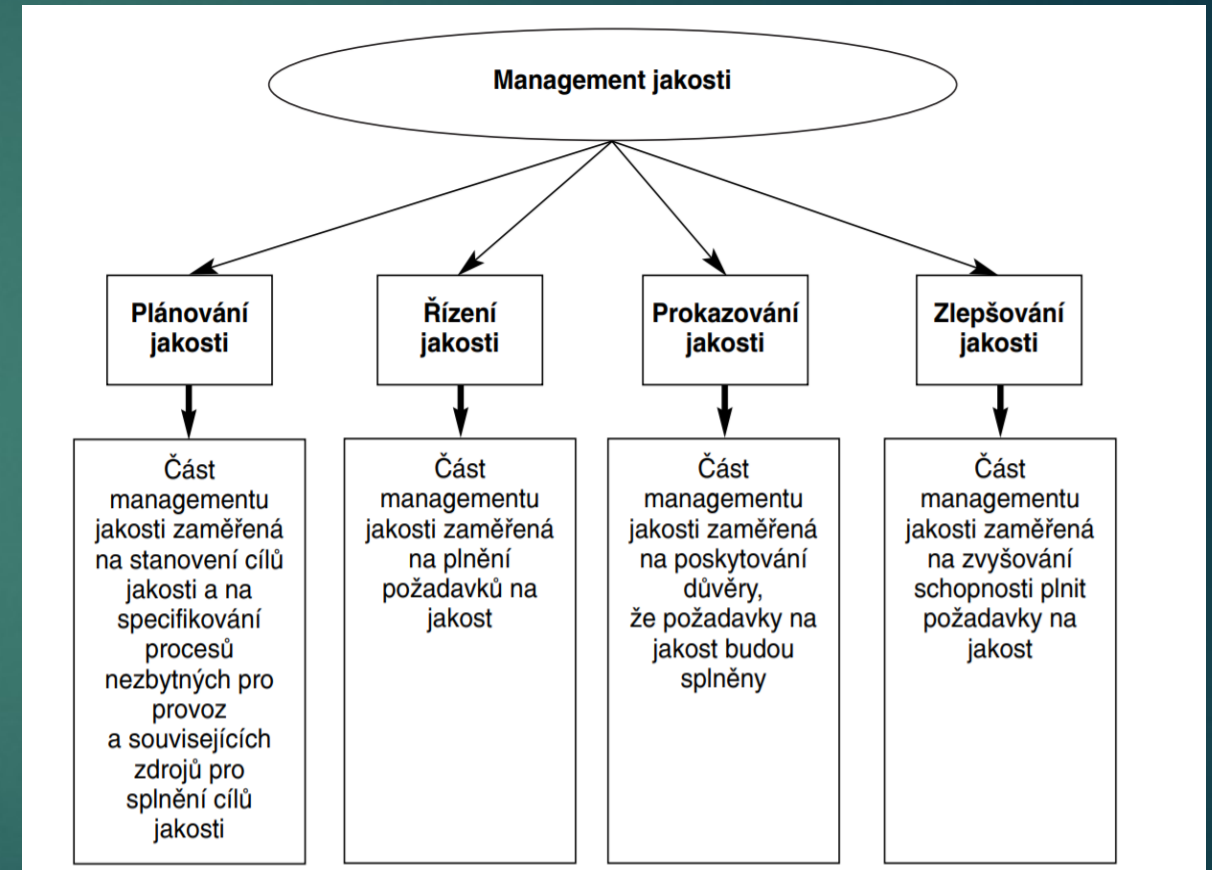 Management jakosti
Plánování
jakosti
Řízení
jakosti
Prokazování
jakosti
Zlepšování
jakosti
Část
managementu
jakosti zaměřená
na stanovení cílů
jakosti a na
specifikování
procesů
nezbytných pro
provoz
a souvisejících
zdrojů pro
splnění cílů
jakosti
Část
managementu
jakosti zaměřená
na plnění
požadavků na
jakost
Část
managementu
jakosti zaměřená
na poskytování
důvěry,
že požadavky na
jakost budou
splněny
Část
managementu
jakosti zaměřená
na zvyšování
schopnosti plnit
požadavky na
jakost